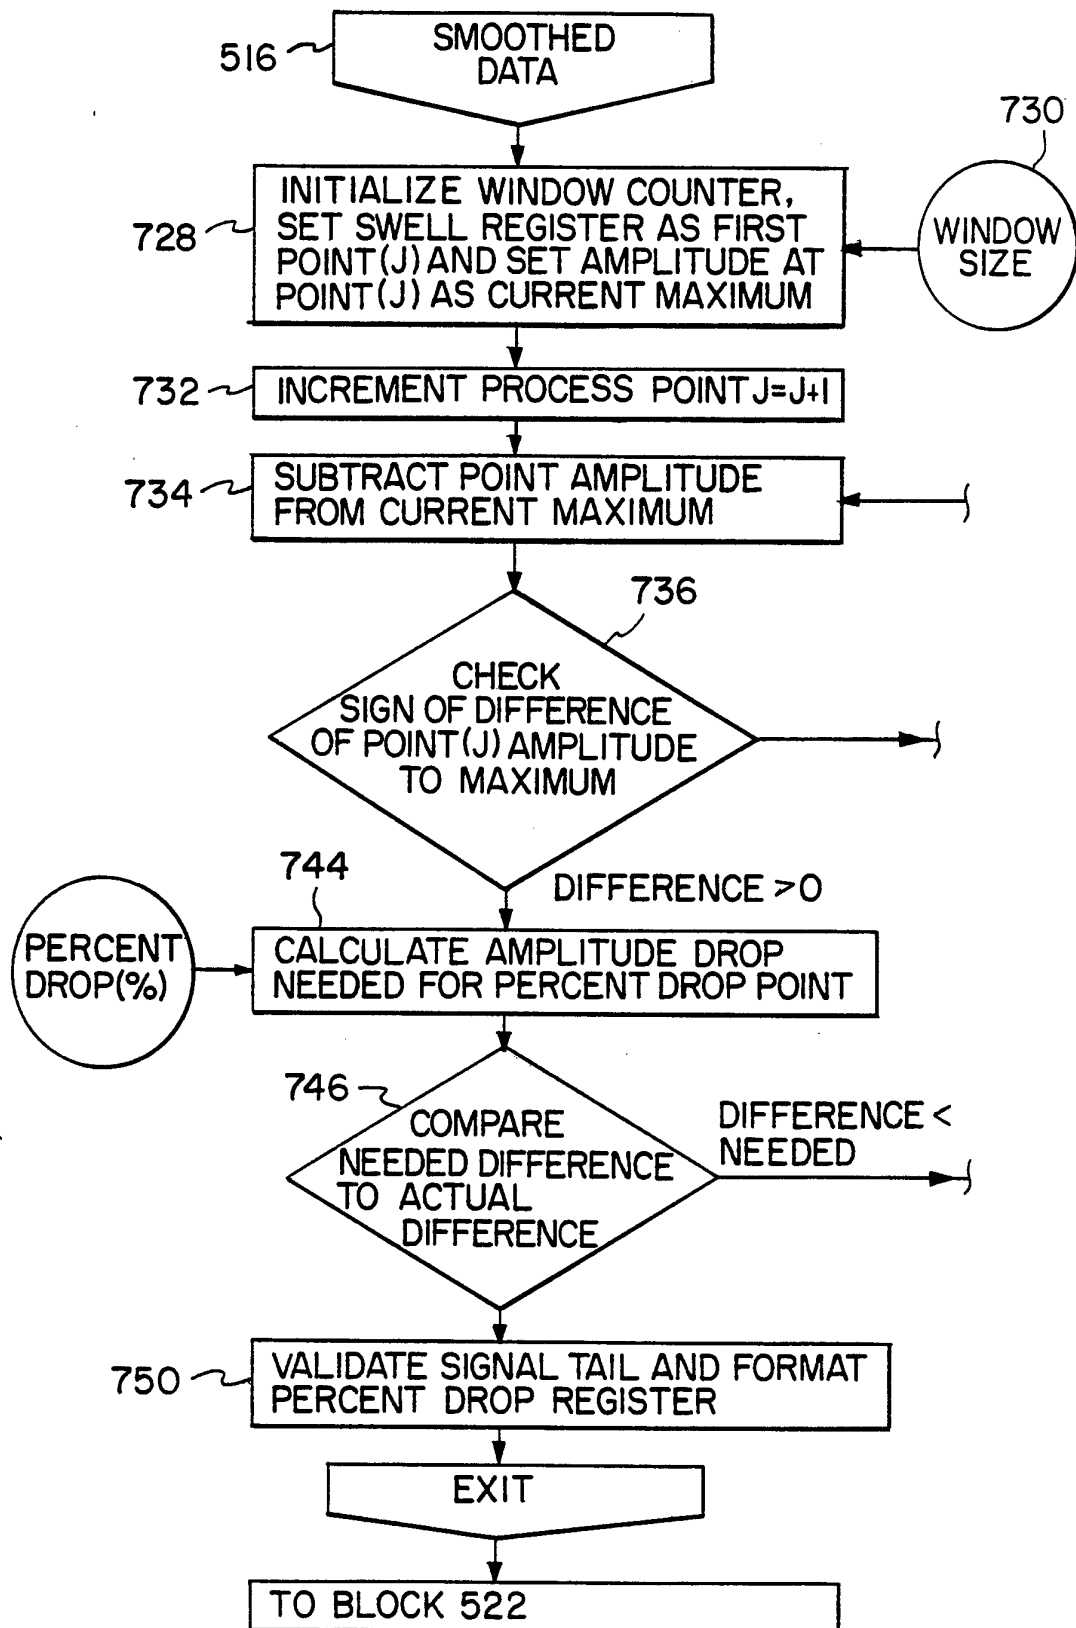 516
SMOOTHED
DATA
730
WINDOW
SIZE
728
INITIALIZE WINDOW COUNTER,
SET SWELL REGISTER AS FIRST
POINT(J) AND SET AMPLITUDE AT
POINT(J) AS CURRENT MAXIMUM
732
INCREMENT PROCESS POINT J=J+1
734
SUBTRACT POINT AMPLITUDE
FROM CURRENT MAXIMUM
736
CHECK
SIGN OF DIFFERENCE
OF POINT(J) AMPLITUDE
TO MAXIMUM
DIFFERENCE >0
744
PERCENT
DROP(%)
CALCULATE AMPLITUDE DROP
NEEDED FOR PERCENT DROP POINT
746
COMPARE
NEEDED DIFFERENCE
TO ACTUAL
DIFFERENCE
DIFFERENCE <
NEEDED
750
VALIDATE SIGNAL TAIL AND FORMAT
PERCENT DROP REGISTER
EXIT
TO BLOCK 522